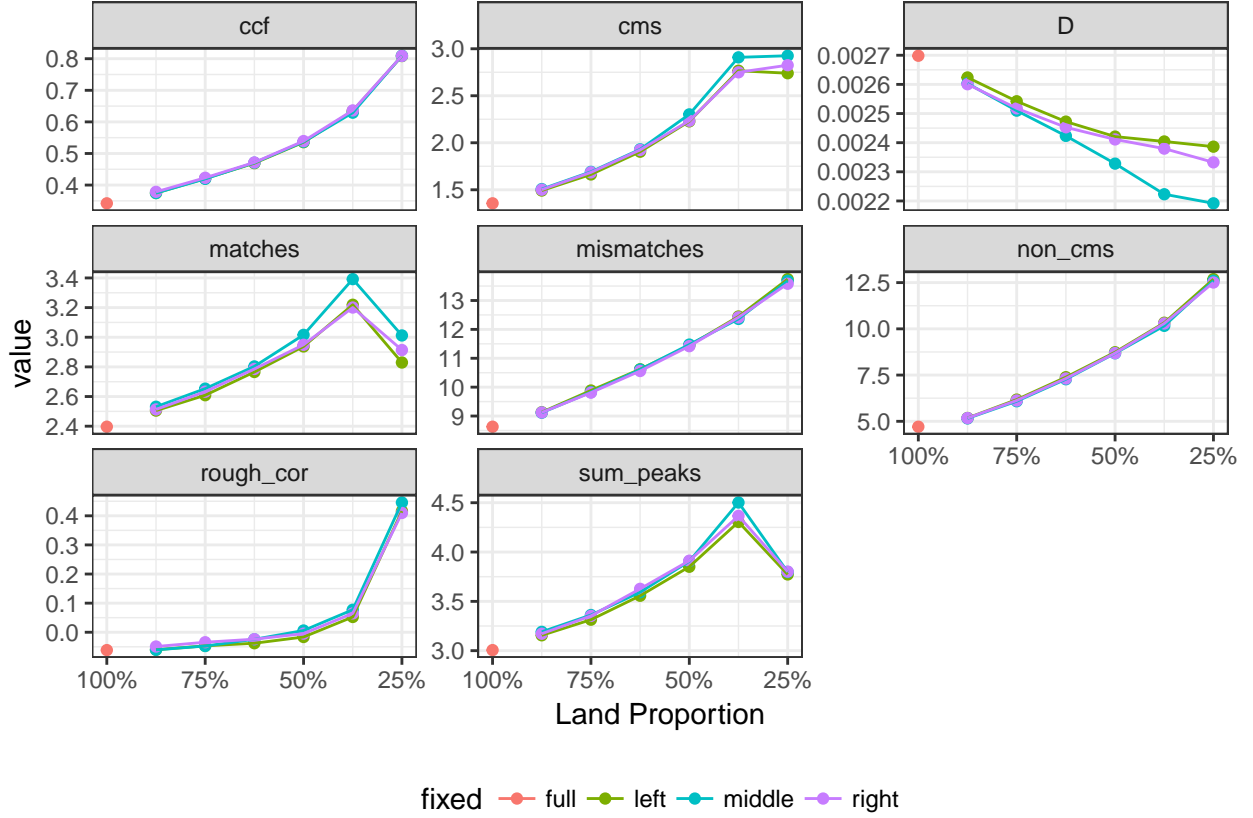 ccf
cms
D
0.8
0.7
0.6
0.5
0.4
3.0
2.5
2.0
1.5
0.0027
0.0026
0.0025
0.0024
0.0023
0.0022
matches
mismatches
non_cms
3.4
3.2
3.0
2.8
2.6
2.4
13
12
11
10
9
12.5
10.0
7.5
5.0
100% 75% 50% 25%
rough_cor
sum_peaks
0.4
0.3
0.2
0.1
0.0
4.5
4.0
3.5
3.0
100% 75% 50% 25%
100% 75% 50% 25%
value
Land Proportion
fixed full left middle right